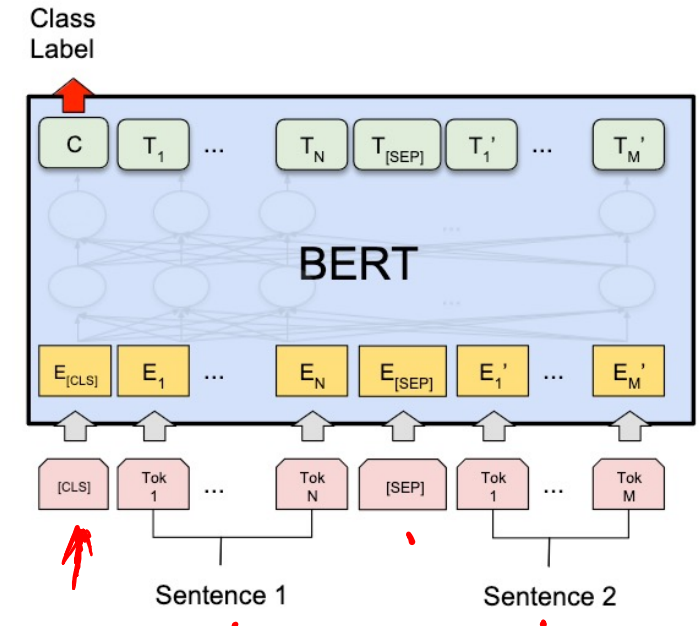 Class
Label
C T1 ... TN T[SEP] T1' ... TM'
...
BERT
...
E[CLS] E1 ... EN E[SEP] E1' ... EM'
[CLS] Tok 1 ... Tok N [SEP] Tok 1 ... Tok M
Sentence 1 Sentence 2